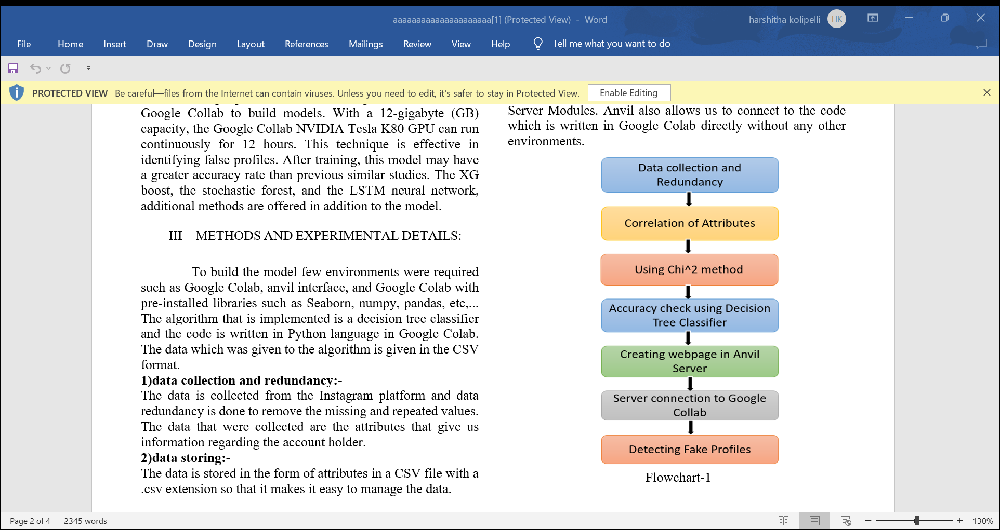 aaaaaaaaaaaaaaaaaaaaa[1] (Protected View) - Word
harshitha kolipelli HK
File Home Insert Draw Design Layout References Mailings Review View Help Tell me what you want to do
PROTECTED VIEW Be careful—files from the Internet can contain viruses. Unless you need to edit, it's safer to stay in Protected View. Enable Editing
Google Collab to build models. With a 12-gigabyte (GB)
capacity, the Google Collab NVIDIA Tesla K80 GPU can run
continuously for 12 hours. This technique is effective in
identifying false profiles. After training, this model may have
a greater accuracy rate than previous similar studies. The XG
boost, the stochastic forest, and the LSTM neural network,
additional methods are offered in addition to the model.
III METHODS AND EXPERIMENTAL DETAILS:
To build the model few environments were required
such as Google Colab, anvil interface, and Google Colab with
pre-installed libraries such as Seaborn, numpy, pandas, etc,...
The algorithm that is implemented is a decision tree classifier
and the code is written in Python language in Google Colab.
The data which was given to the algorithm is given in the CSV
format.
1)data collection and redundancy:-
The data is collected from the Instagram platform and data
redundancy is done to remove the missing and repeated values.
The data that were collected are the attributes that give us
information regarding the account holder.
2)data storing:-
The data is stored in the form of attributes in a CSV file with a
.csv extension so that it makes it easy to manage the data.
Server Modules. Anvil also allows us to connect to the code
which is written in Google Colab directly without any other
environments.
Data collection and
Redundancy
Correlation of Attributes
Using Chi^2 method
Accuracy check using Decision
Tree Classifier
Creating webpage in Anvil
Server
Server connection to Google
Collab
Detecting Fake Profiles
Flowchart-1
Page 2 of 4 2345 words 130%